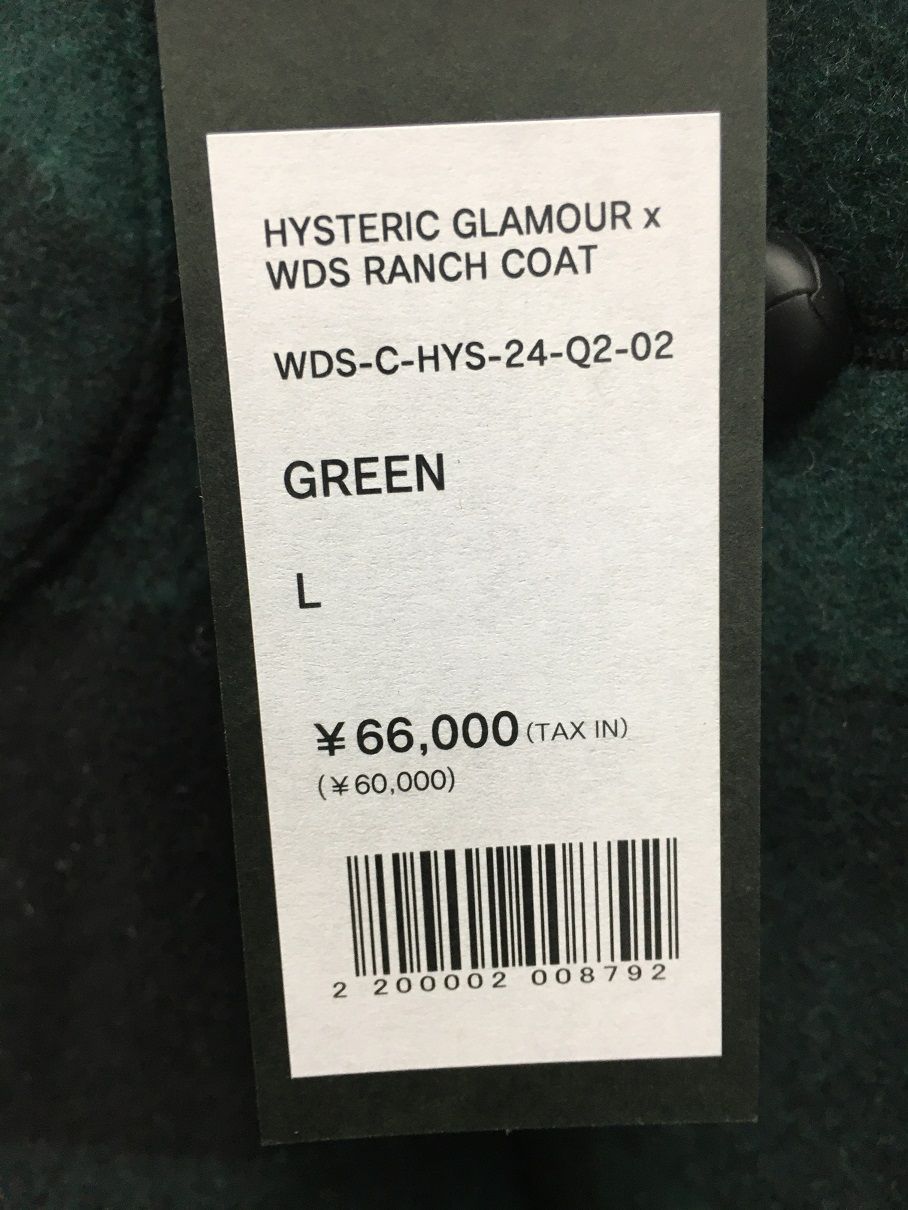 HYSTERIC GLAMOUR x
WDS RANCH COAT
WDS-C-HYS-24-Q2-02
GREEN
L
¥66,000 (TAX IN)
(¥60,000)
2 200002 008792